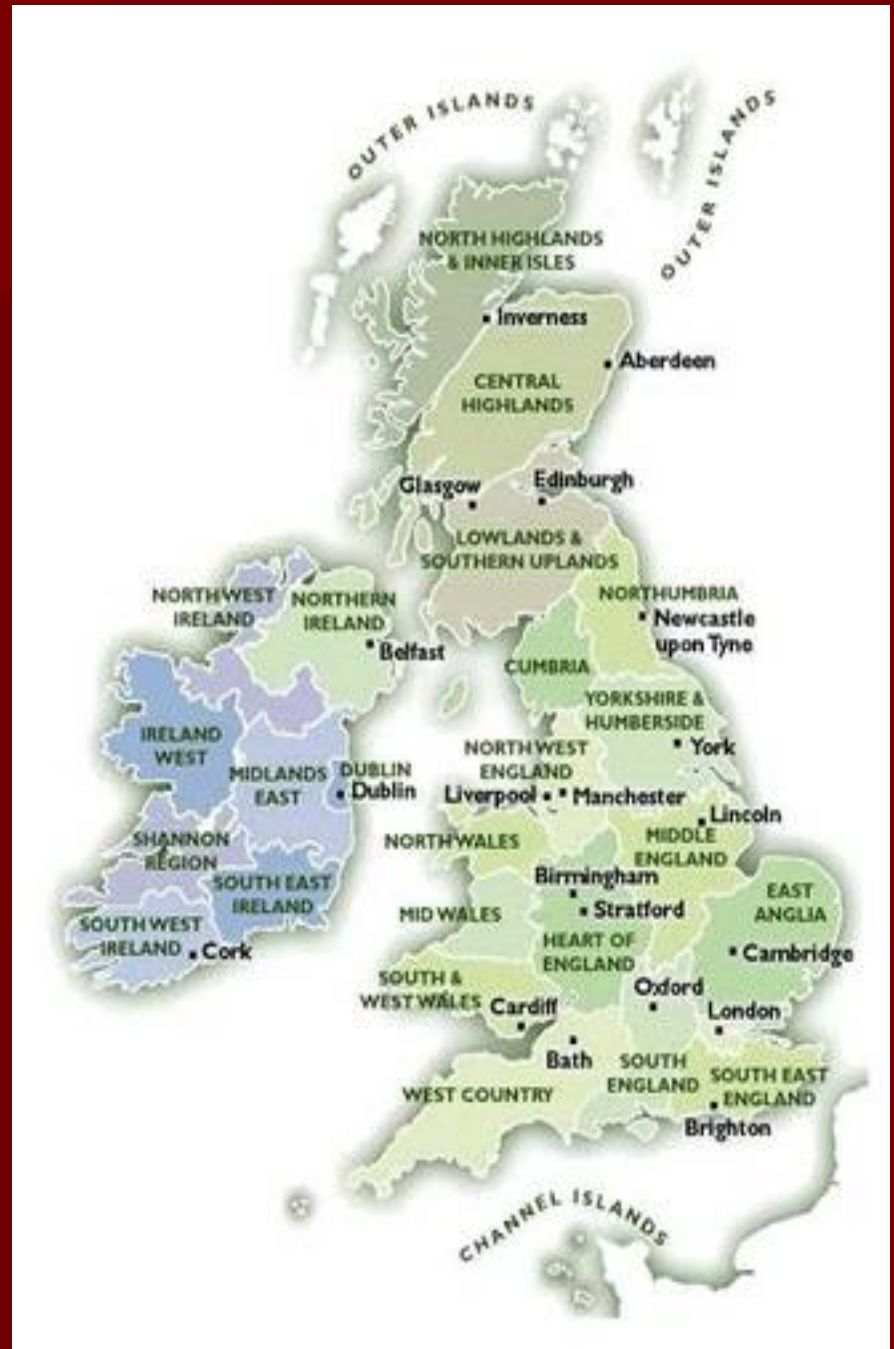 OUTER ISLANDS
OUTER ISLANDS
NORTH HIGHLANDS
& INNER ISLES
Inverness
Aberdeen
CENTRAL
HIGHLANDS
Glasgow
Edinburgh
LOWLANDS &
SOUTHERN UPLANDS
NORTHWEST
IRELAND
NORTHERN
IRELAND
Belfast
NORTHUMBRIA
Newcastle
upon Tyne
CUMBRIA
YORKSHIRE &
HUMBERSIDE
York
IRELAND
WEST
MIDLANDS
EAST
DUBLIN
Dublin
NORTH WEST
ENGLAND
Liverpool
Manchester
Lincoln
SHANNON
REGION
NORTH WALES
MIDDLE
ENGLAND
SOUTH EAST
IRELAND
Birmingham
Stratford
EAST
ANGLIA
SOUTH WEST
IRELAND
Cork
MID WALES
HEART OF
ENGLAND
Cambridge
SOUTH &
WEST WALES
Cardiff
Oxford
London
Bath
WEST COUNTRY
SOUTH
ENGLAND
SOUTH EAST
ENGLAND
Brighton
CHANNEL ISLANDS